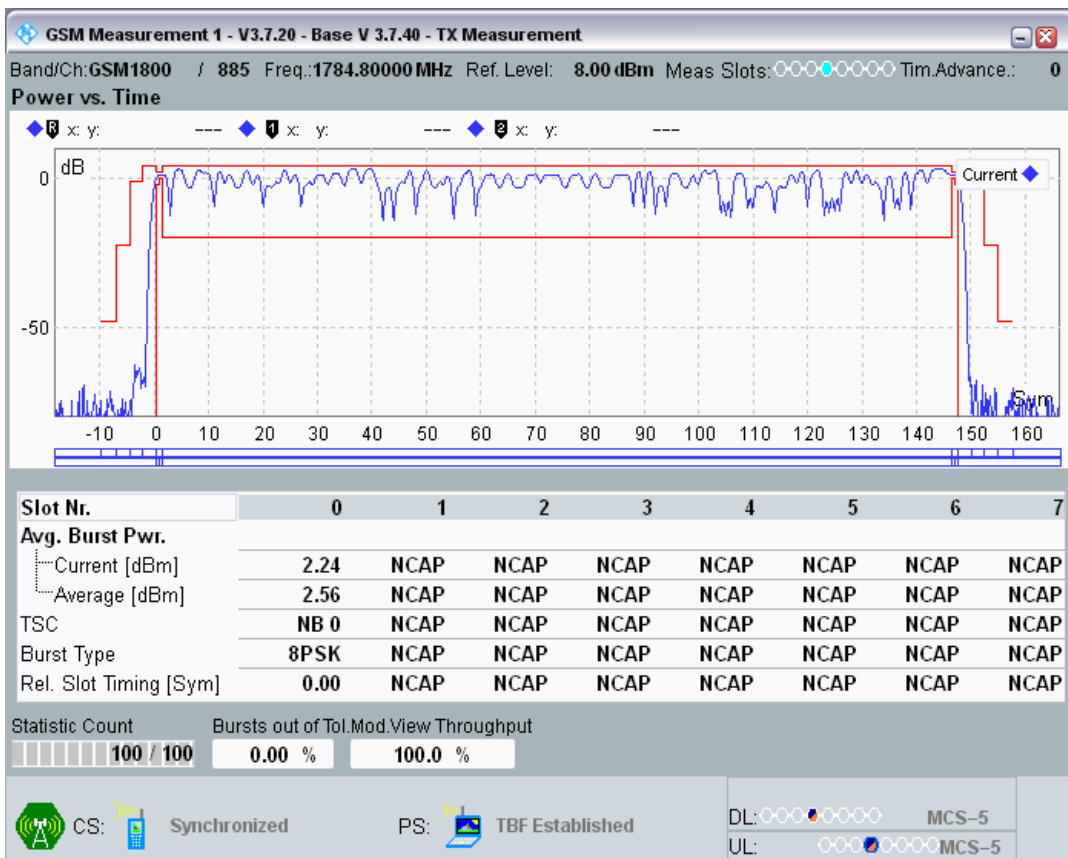 GSM Measurement 1 - V3.7.20 - Base V 3.7.40 - TX Measurement
Band/Ch:GSM1800 / 885 Freq.:1784.80000 MHz Ref. Level: 8.00 dBm Meas Slots: Tim.Advance.: 0
Power vs. Time
R x: y: --- 1 x: y: --- 2 x: y: ---
dB
Current
0
-50
Sym
-10 0 10 20 30 40 50 60 70 80 90 100 110 120 130 140 150 160
Slot Nr. 0 1 2 3 4 5 6 7
Avg. Burst Pwr.
Current [dBm] 2.24 NCAP NCAP NCAP NCAP NCAP NCAP NCAP
Average [dBm] 2.56 NCAP NCAP NCAP NCAP NCAP NCAP NCAP
TSC NB 0 NCAP NCAP NCAP NCAP NCAP NCAP NCAP
Burst Type 8PSK NCAP NCAP NCAP NCAP NCAP NCAP NCAP
Rel. Slot Timing [Sym] 0.00 NCAP NCAP NCAP NCAP NCAP NCAP NCAP
Statistic Count Bursts out of Tol. Mod.View Throughput
100 / 100 0.00 % 100.0 %
CS: Synchronized PS: TBF Established DL: MCS-5
UL: MCS-5